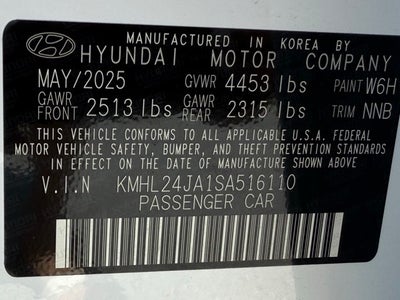 MANUFACTURED IN KOREA BY
HYUNDAI MOTOR COMPANY
MAY/2025 GVWR 4453 lbs PAINT W6H
GAWR FRONT 2513 lbs GAWR REAR 2315 lbs TRIM NNB
THIS VEHICLE CONFORMS TO ALL APPLICABLE U.S.A. FEDERAL
MOTOR VEHICLE SAFETY, BUMPER, AND THEFT PREVENTION STANDARDS
IN EFFECT ON THE DATE OF MANUFACTURE SHOWN ABOVE.
V.I.N KMHL24JA1SA516110
PASSENGER CAR